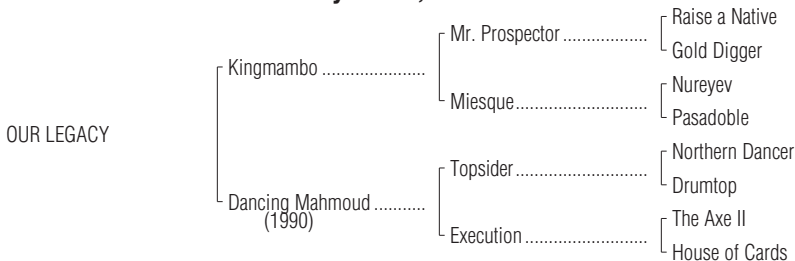 Raise a Native
Mr. Prospector ....................
Gold Digger
Kingmambo ......................
Nureyev
Miesque...............................
Pasadoble
OUR LEGACY
Northern Dancer
Topsider...............................
Drumtop
Dancing Mahmoud ...........
(1990)
The Axe II
Execution.............................
House of Cards